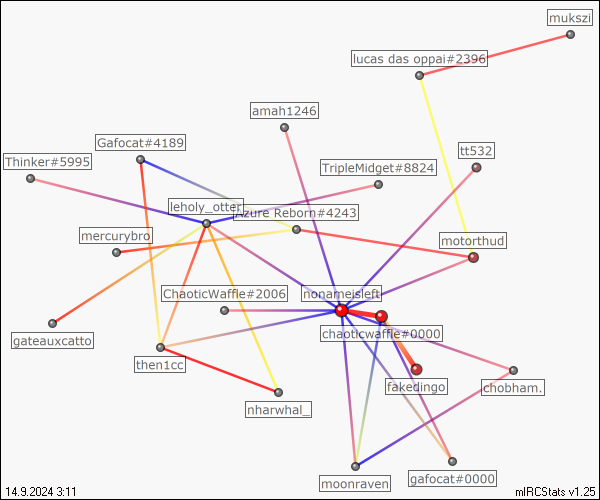 mukszi
lucas das oppai#2396
amah1246
Gafocat#4189
tt532
Thinker#5995
TripleMidget#8824
leholy_otter
Azure Reborn#4243
mercurybro
motorthud
ChaoticWaffle#2006
nonameisleft
chaoticwaffle#0000
gateauxcatto
then1cc
fakedingo
chobham.
nharwhal_
moonraven
gafocat#0000
14.9.2024 3:11
mIRCStats v1.25